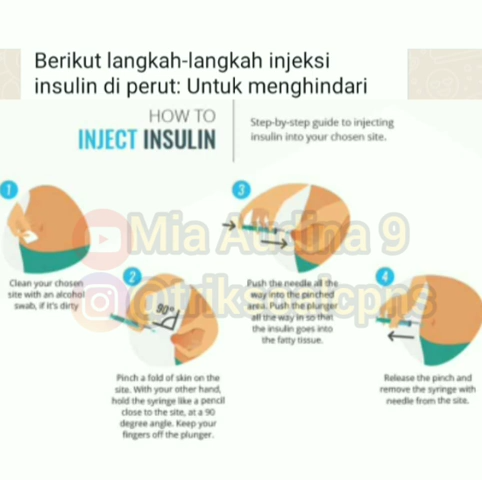 Berikut langkah-langkah injeksi
insulin di perut: Untuk menghindari
HOW TO
INJECT INSULIN
Step-by-step guide to injecting
insulin into your chosen site.
1
Clean your chosen
site with an alcohol
swab, if it's dirty
2
90°
Pinch a fold of skin on the
site. With your other hand,
hold the syringe like a pencil
close to the site, at a 90
degree angle. Keep your
fingers off the plunger.
3
Push the needle all the
way into the pinched
area. Push the plunger
all the way in so that
the insulin goes into
the fatty tissue.
4
Release the pinch and
remove the syringe with
needle from the site.
Mia Audina 9